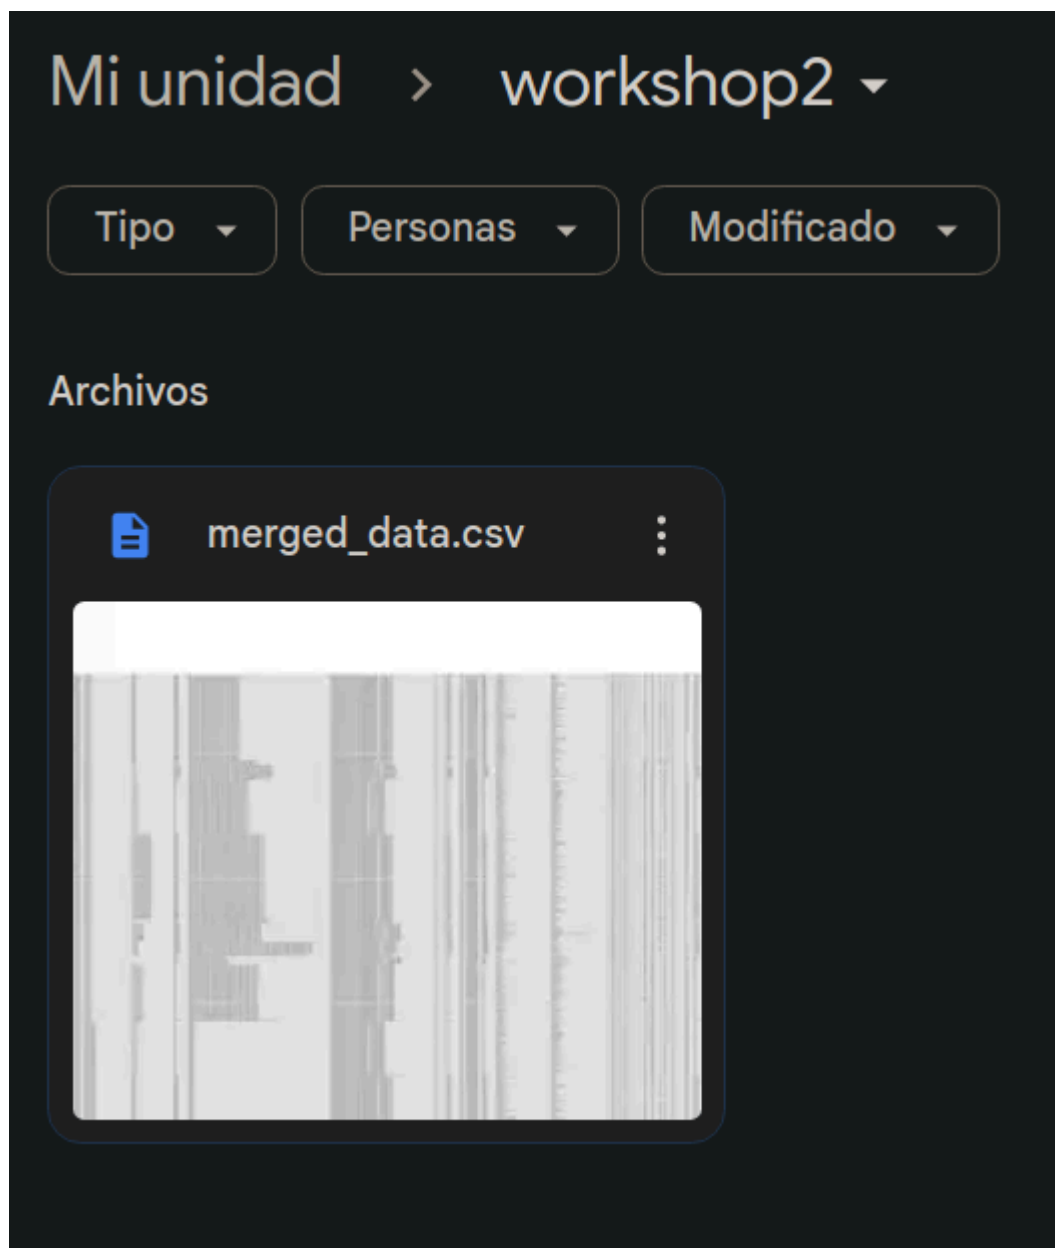 Mi unidad > workshop2
Tipo Personas Modificado
Archivos
merged_data.csv